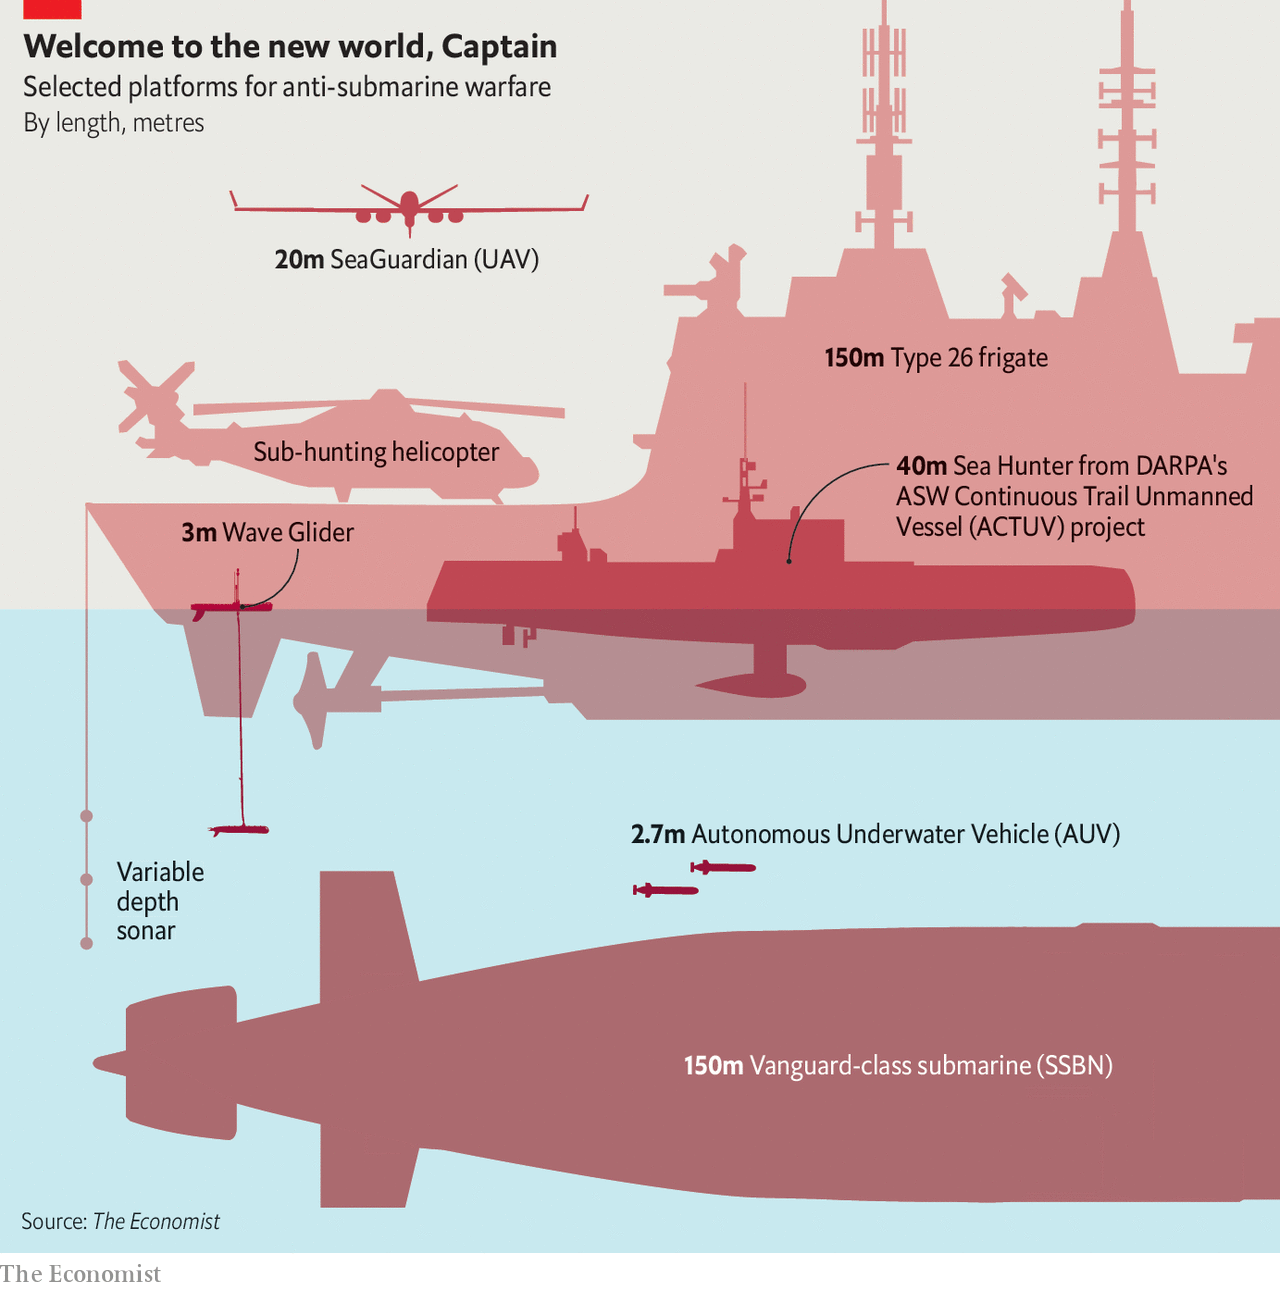 Welcome to the new world, Captain
Selected platforms for anti-submarine warfare
By length, metres
20m SeaGuardian (UAV)
150m Type 26 frigate
Sub-hunting helicopter
40m Sea Hunter from DARPA's
ASW Continuous Trail Unmanned
Vessel (ACTUV) project
3m Wave Glider
2.7m Autonomous Underwater Vehicle (AUV)
Variable
depth
sonar
150m Vanguard-class submarine (SSBN)
Source: The Economist
The Economist